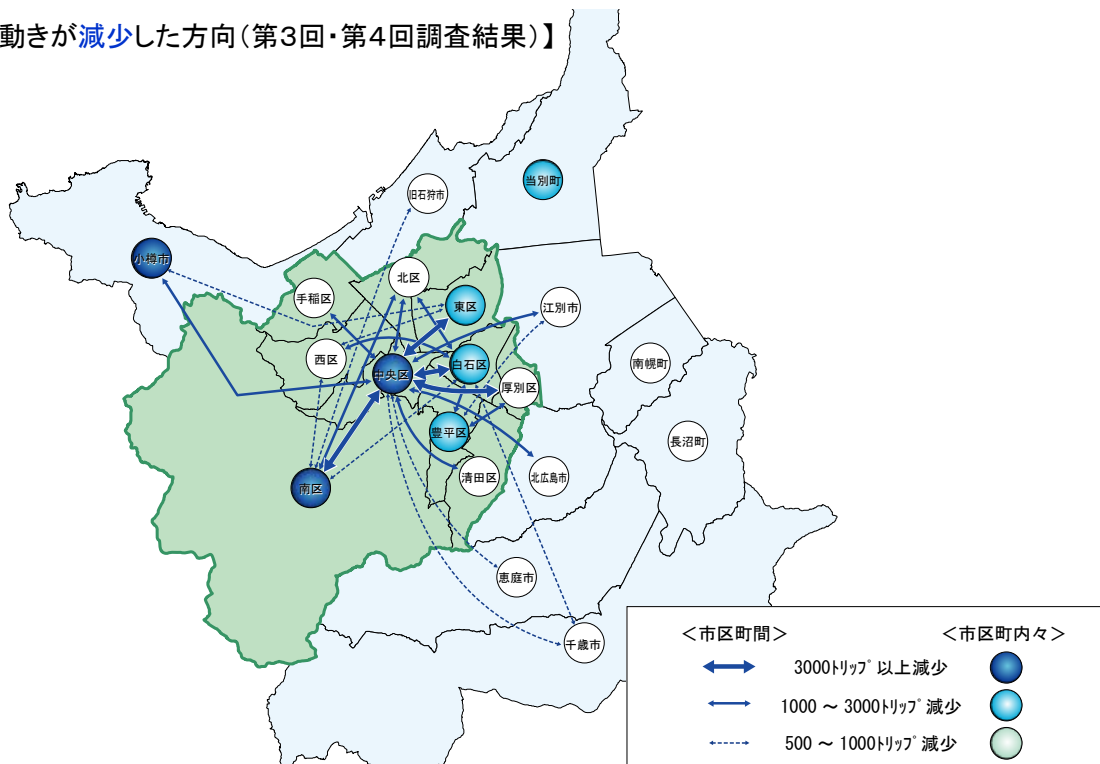 動きが減少した方向(第3回・第4回調査結果)】
当別町
旧石狩市
小樽市
北区
手稲区
東区
江別市
西区
白石区
南幌町
中央区
厚別区
豊平区
長沼町
清田区
北広島市
南区
恵庭市
千歳市
<市区町間> <市区町内々>
3000トリップ以上減少
1000 ~ 3000トリップ減少
500 ~ 1000トリップ減少